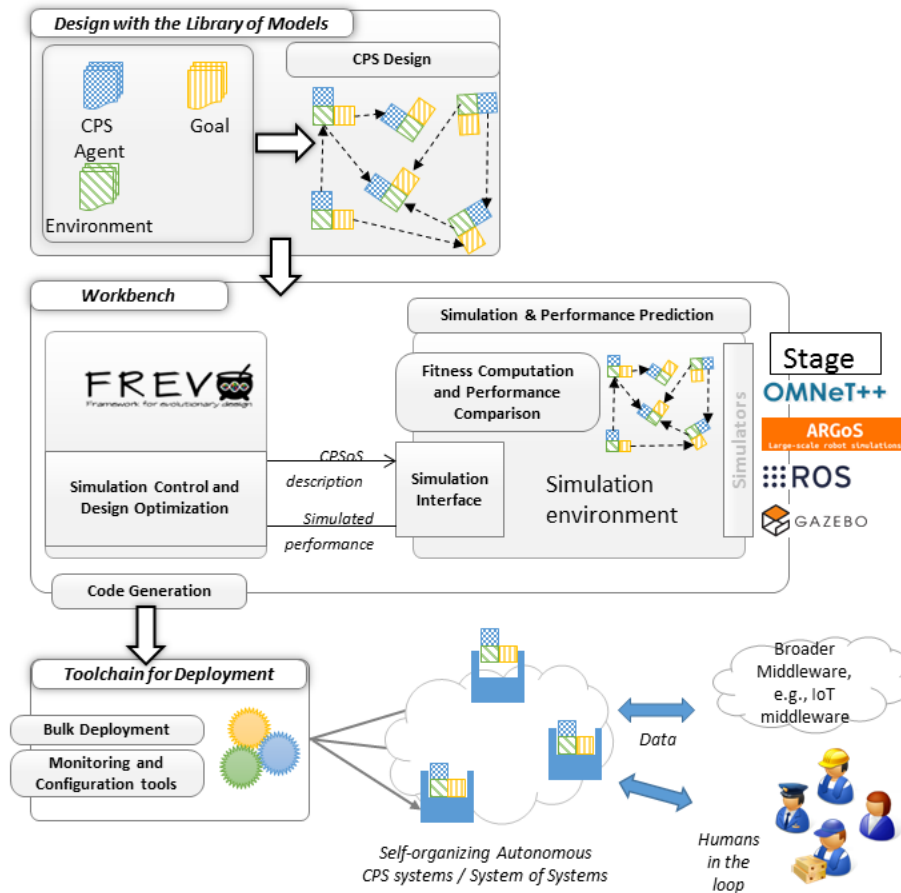 Design with the Library of Models
CPS Design
CPS
Agent
Goal
Environment
Workbench
Simulation & Performance Prediction
FREVO
Framework for evolutionary design
Fitness Computation
and Performance
Comparison
Simulators
Stage
OMNeT++
ARGoS
Large-scale robot simulations
ROS
GAZEBO
Simulation Control and
Design Optimization
CPSoS
description
Simulated
performance
Simulation
Interface
Simulation
environment
Code Generation
Toolchain for Deployment
Bulk Deployment
Monitoring and
Configuration tools
Broader
Middleware,
e.g., IoT
middleware
Data
Self-organizing Autonomous
CPS systems / System of Systems
Humans
in the
loop